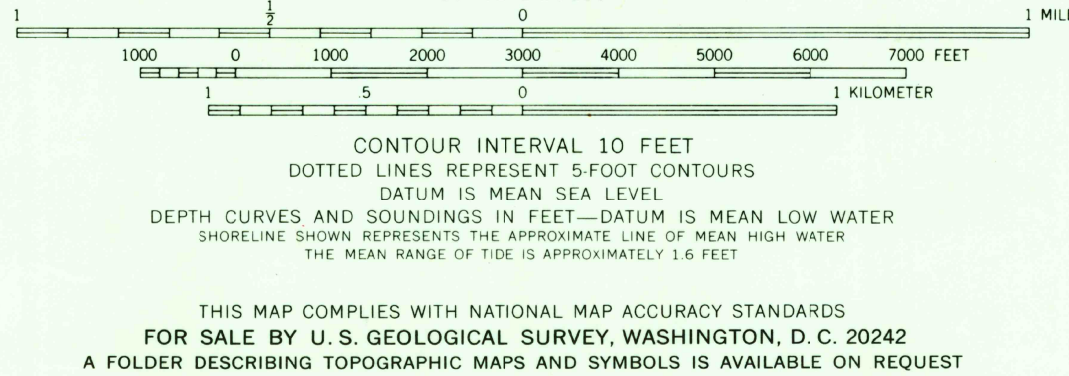 1 ½ 0 1 MILE
1000 0 1000 2000 3000 4000 5000 6000 7000 FEET
1 .5 0 1 KILOMETER
CONTOUR INTERVAL 10 FEET
DOTTED LINES REPRESENT 5-FOOT CONTOURS
DATUM IS MEAN SEA LEVEL
DEPTH CURVES AND SOUNDINGS IN FEET—DATUM IS MEAN LOW WATER
SHORELINE SHOWN REPRESENTS THE APPROXIMATE LINE OF MEAN HIGH WATER
THE MEAN RANGE OF TIDE IS APPROXIMATELY 1.6 FEET
THIS MAP COMPLIES WITH NATIONAL MAP ACCURACY STANDARDS
FOR SALE BY U. S. GEOLOGICAL SURVEY, WASHINGTON, D. C. 20242
A FOLDER DESCRIBING TOPOGRAPHIC MAPS AND SYMBOLS IS AVAILABLE ON REQUEST